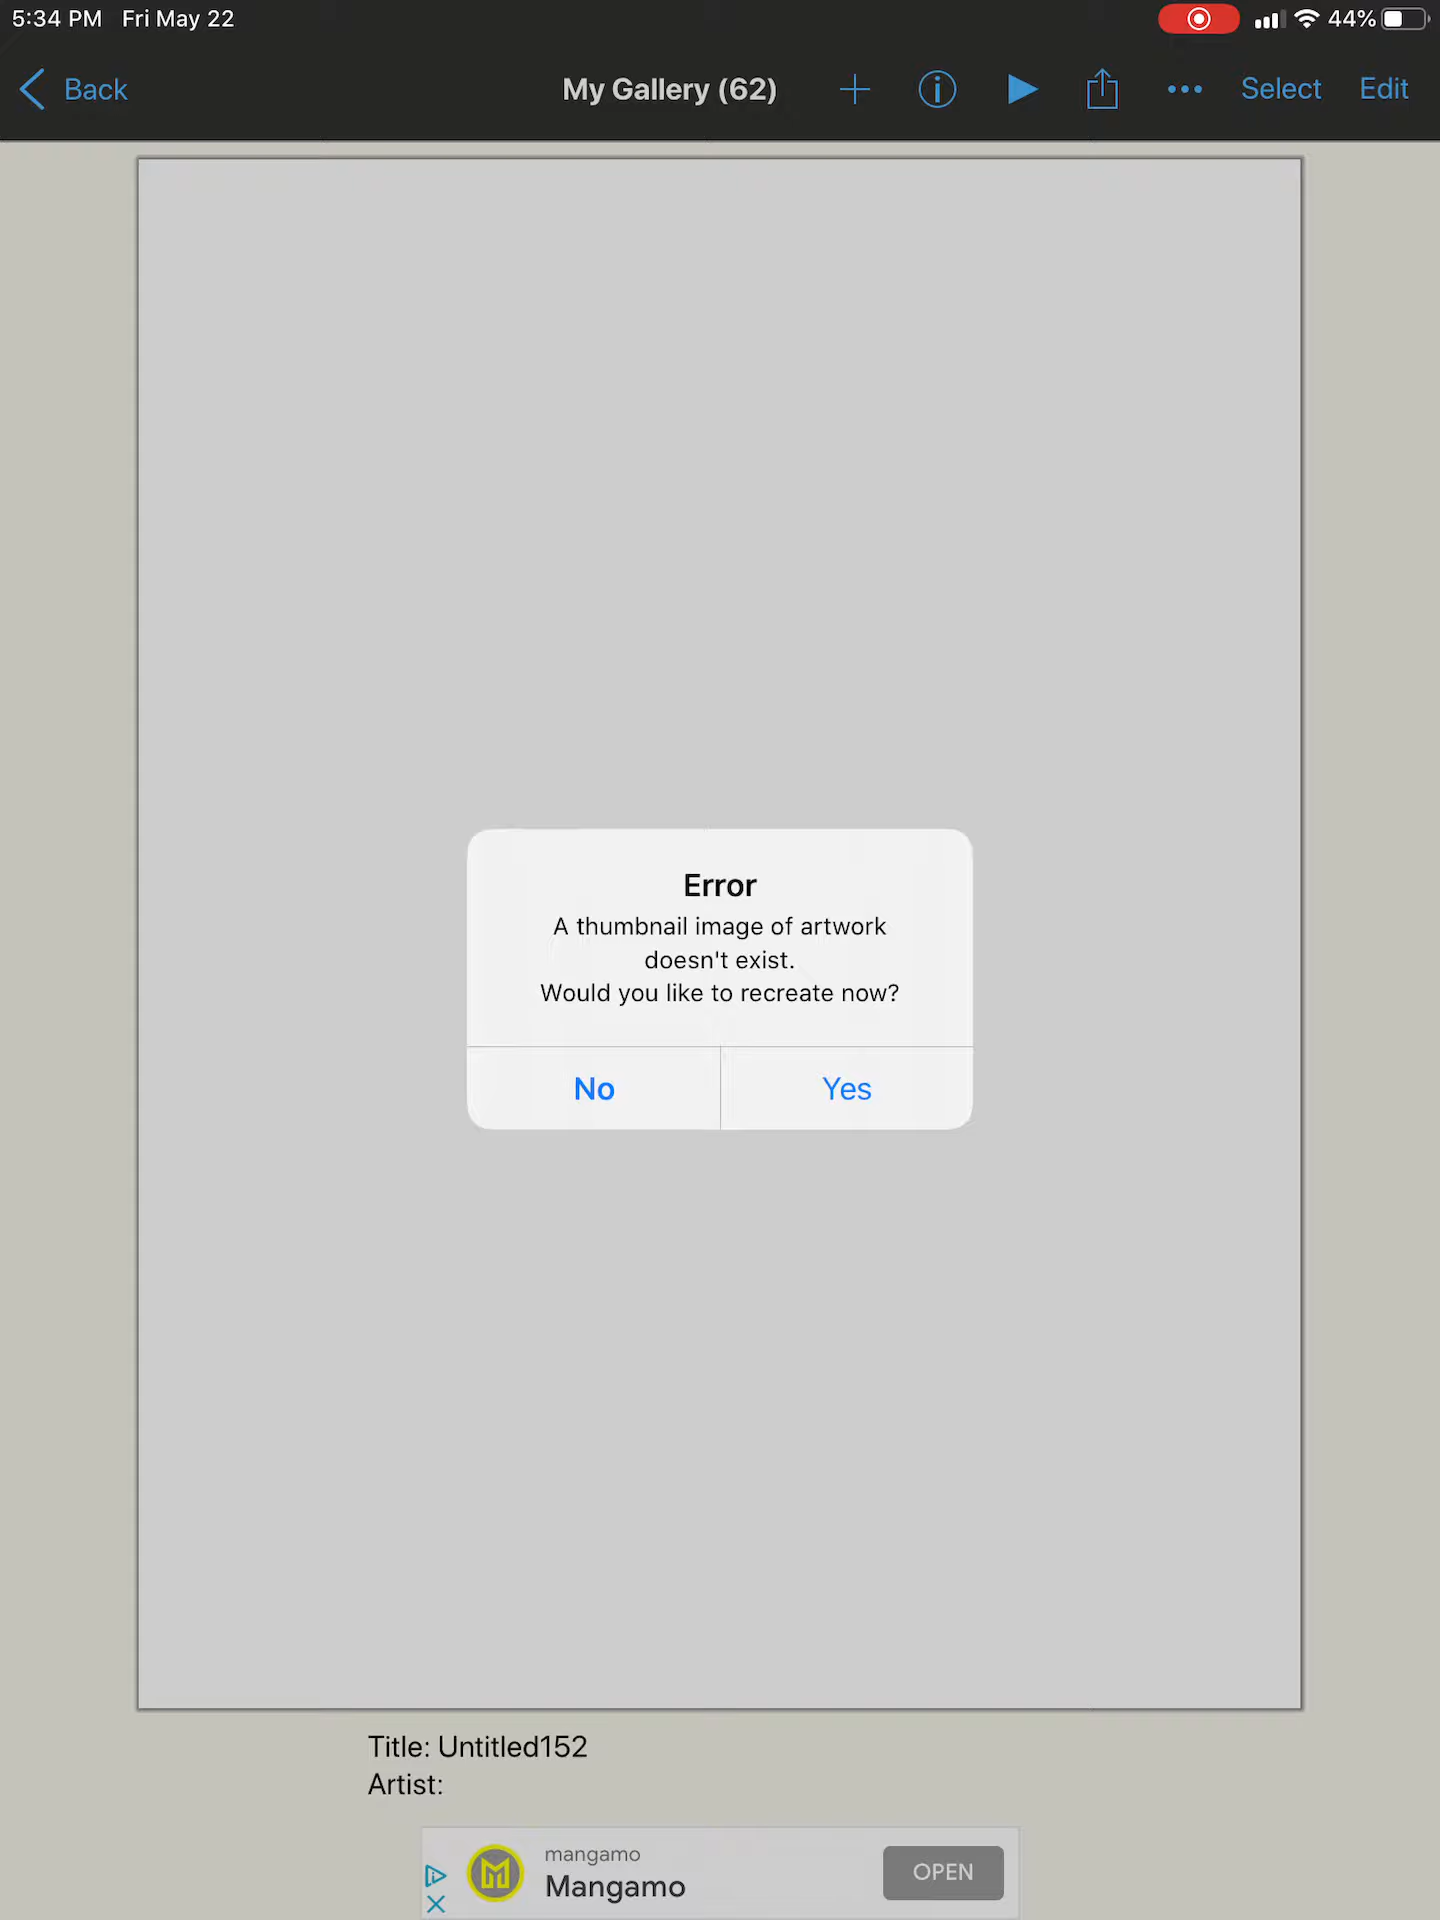 5:34 PM Fri May 22 44%
Back My Gallery (62) Select Edit
Error
A thumbnail image of artwork
doesn't exist.
Would you like to recreate now?
No Yes
Title: Untitled152
Artist:
mangamo
Mangamo
OPEN